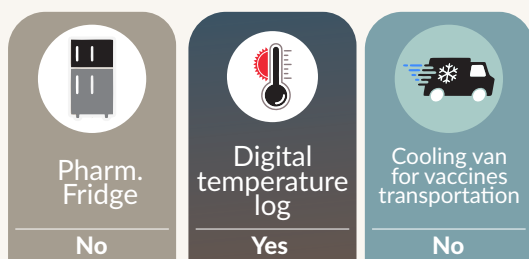 Pharm.
Fridge
No
Digital
temperature
log
Yes
Cooling van
for vaccines
transportation
No